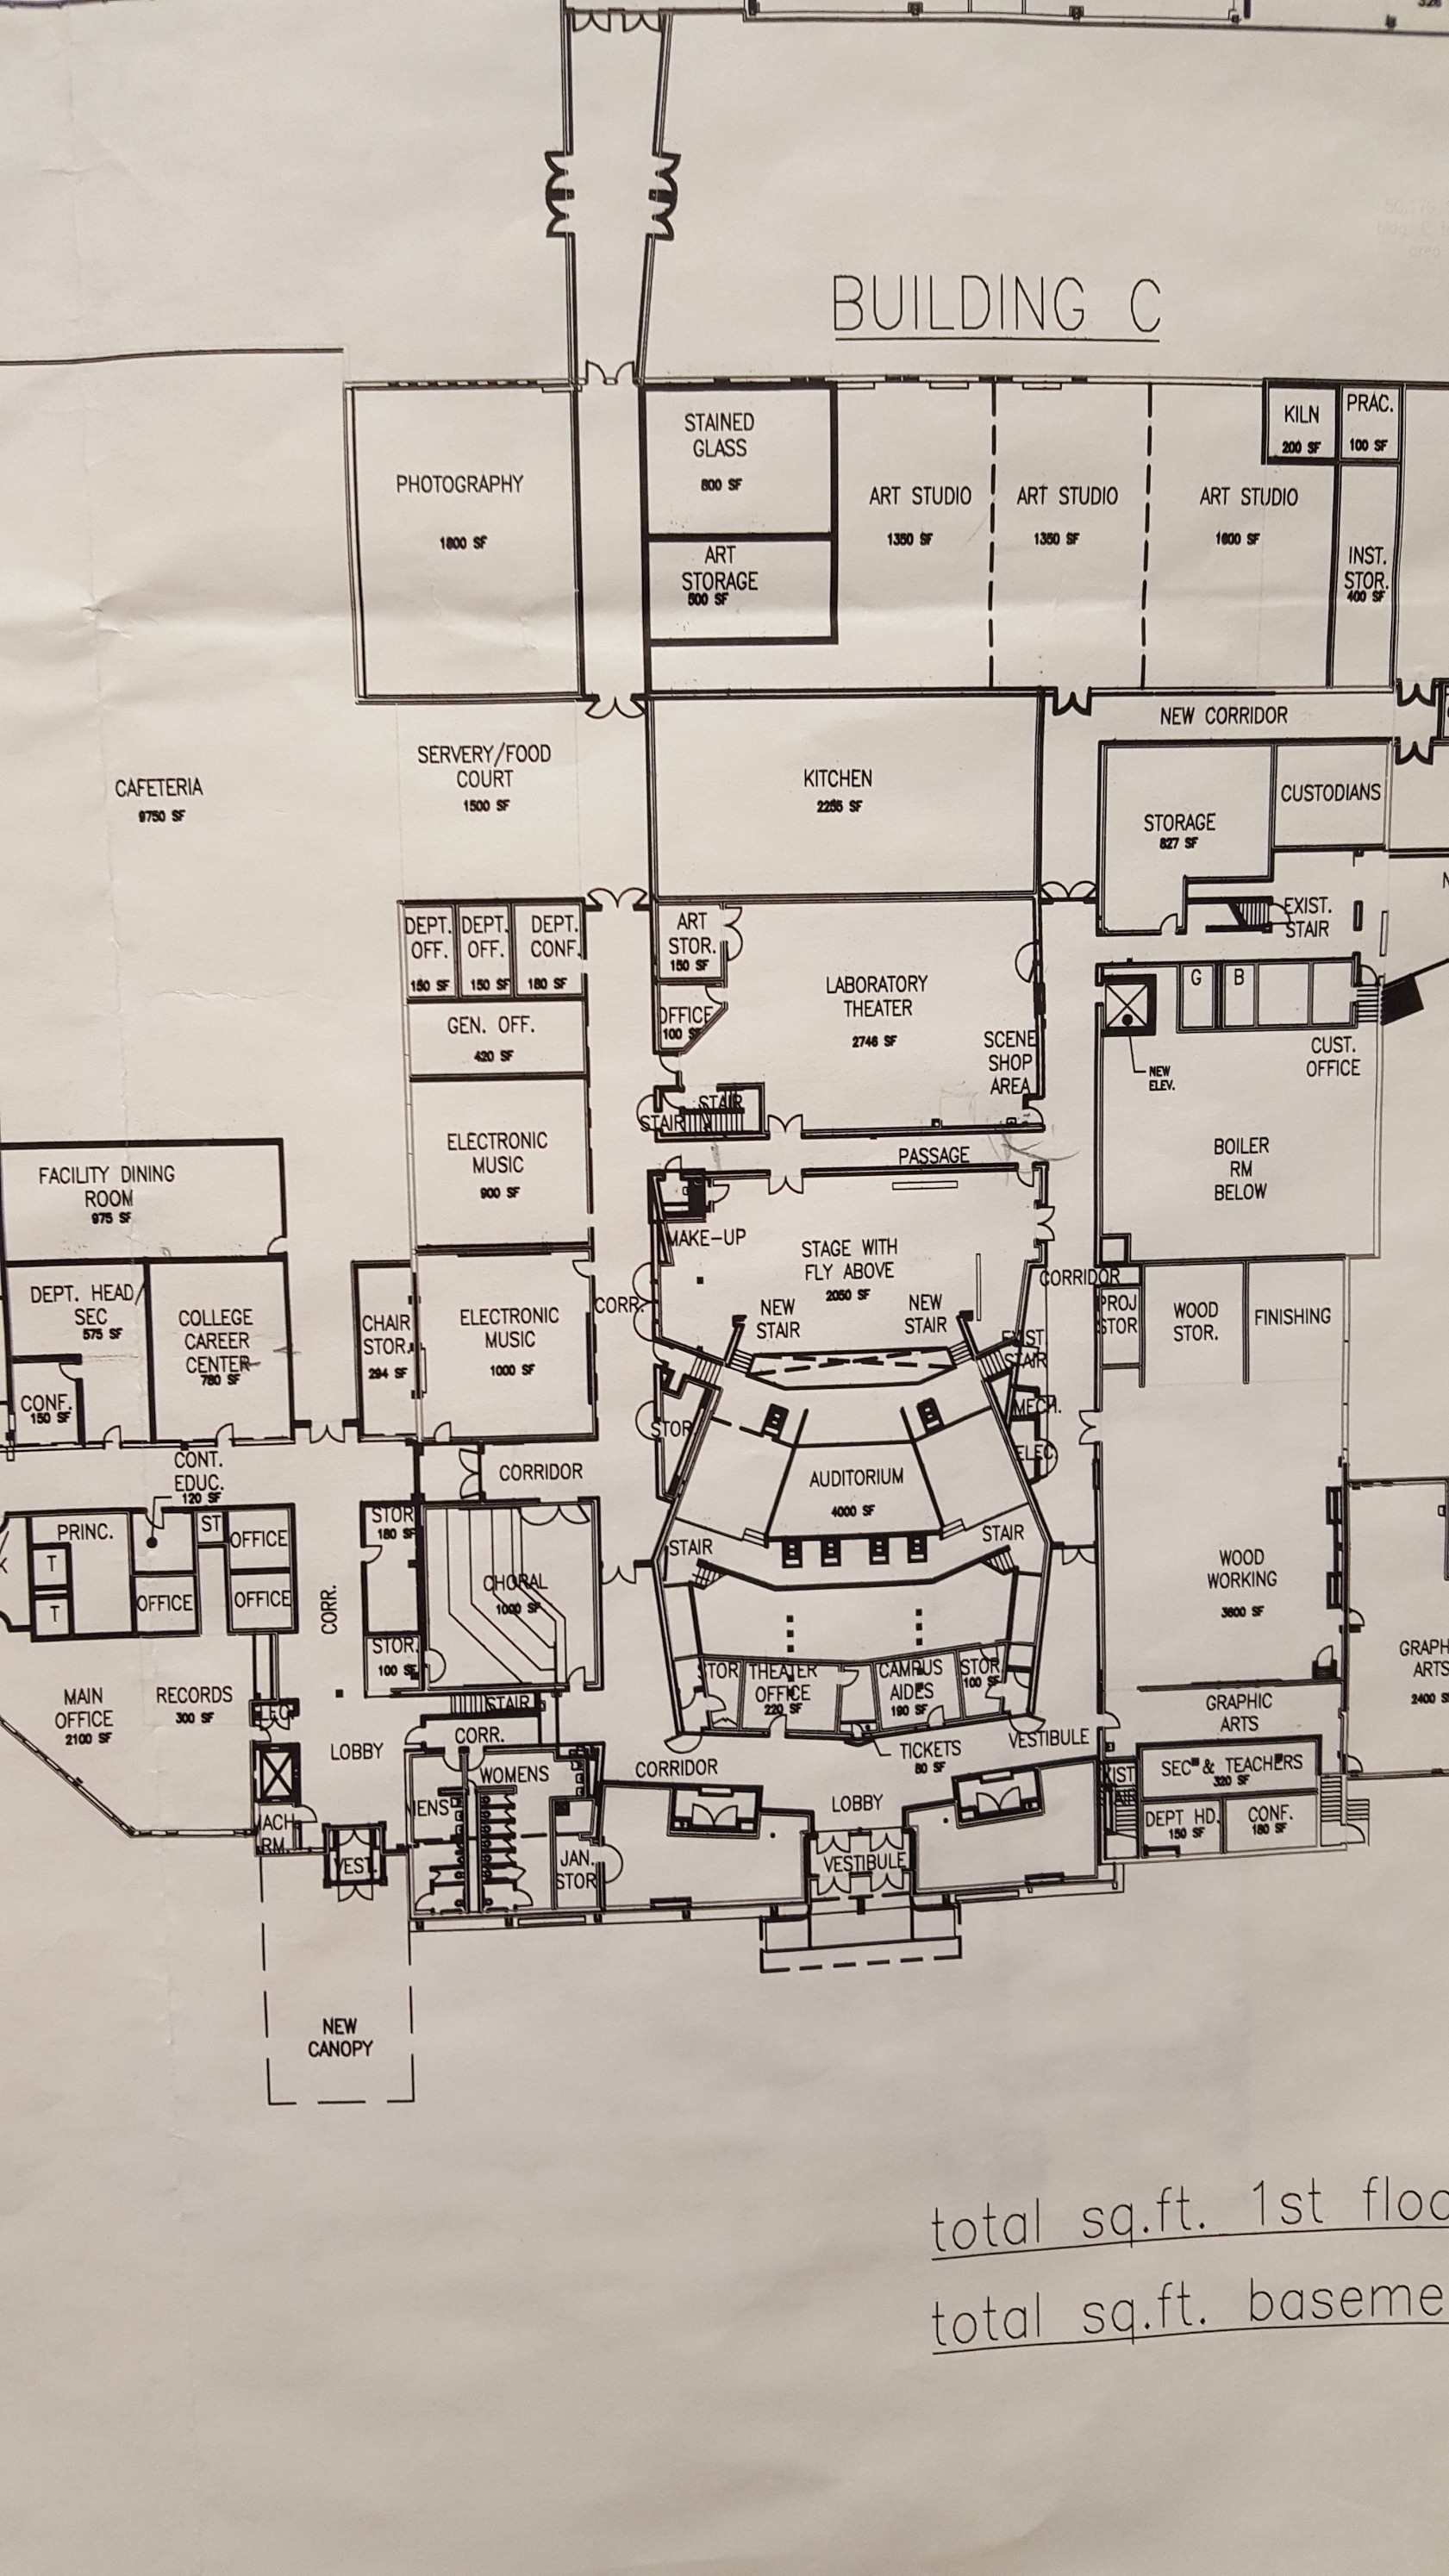 BUILDING C
PHOTOGRAPHY
1800 SF
STAINED
GLASS
800 SF
ART
STORAGE
500 SF
ART STUDIO
1350 SF
ART STUDIO
1350 SF
ART STUDIO
1600 SF
KILN
200 SF
PRAC.
100 SF
INST.
STOR.
400 SF
NEW CORRIDOR
CAFETERIA
9750 SF
SERVERY/FOOD
COURT
1500 SF
KITCHEN
STORAGE
827 SF
CUSTODIANS
EXIST.
STAIR
DEPT.
OFF.
150 SF
DEPT.
OFF.
150 SF
DEPT.
CONF.
180 SF
GEN. OFF.
420 SF
ART
STOR.
150 SF
OFFICE
100 SF
LABORATORY
THEATER
2746 SF
SCENE
SHOP
AREA
STAIR
STAIR
PASSAGE
G
B
NEW
ELEV.
CUST.
OFFICE
BOILER
RM
BELOW
FACILITY DINING
ROOM
975 SF
ELECTRONIC
MUSIC
900 SF
MAKE-UP
STAGE WITH
FLY ABOVE
2050 SF
NEW
STAIR
NEW
STAIR
CORRIDOR
EXIST.
STAIR
PROJ
STOR
WOOD
STOR.
FINISHING
DEPT. HEAD/
SEC
575 SF
CONF.
150 SF
COLLEGE
CAREER
CENTER
780 SF
CHAIR
STOR.
294 SF
ELECTRONIC
MUSIC
1000 SF
CORR.
STOR.
MECH.
ELEC.
AUDITORIUM
4000 SF
CONT.
EDUC.
120 SF
CORRIDOR
STAIR
STAIR
PRINC.
T
T
ST
OFFICE
OFFICE
OFFICE
CORR.
STOR.
180 SF
CHORAL
1000 SF
WOOD
WORKING
3600 SF
STOR.
100 SF
MAIN
OFFICE
2100 SF
RECORDS
300 SF
LOBBY
STAIR
CORR.
STOR
THEATER
OFFICE
220 SF
CAMPUS
AIDES
190 SF
STOR.
100 SF
GRAPHIC
ARTS
GRAPH
ARTS
2400 S
WOMENS
MENS
CORRIDOR
TICKETS
80 SF
VESTIBULE
EXIST
STAIR
SEC'S & TEACHERS
320 SF
DEPT HD.
150 SF
CONF.
180 SF
MACH.
RM.
VEST.
JAN.
STOR
LOBBY
VESTIBULE
NEW
CANOPY
total sq.ft. 1st floo
total sq.ft. baseme